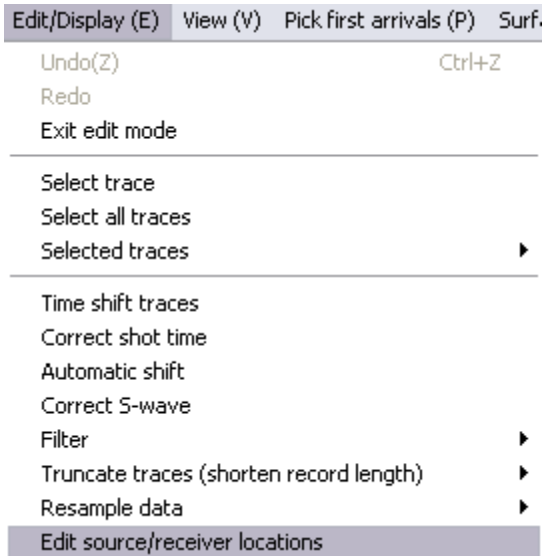 Edit/Display (E) View (V) Pick first arrivals (P) Surf
Undo(Z) Ctrl+Z
Redo
Exit edit mode
Select trace
Select all traces
Selected traces
Time shift traces
Correct shot time
Automatic shift
Correct S-wave
Filter
Truncate traces (shorten record length)
Resample data
Edit source/receiver locations